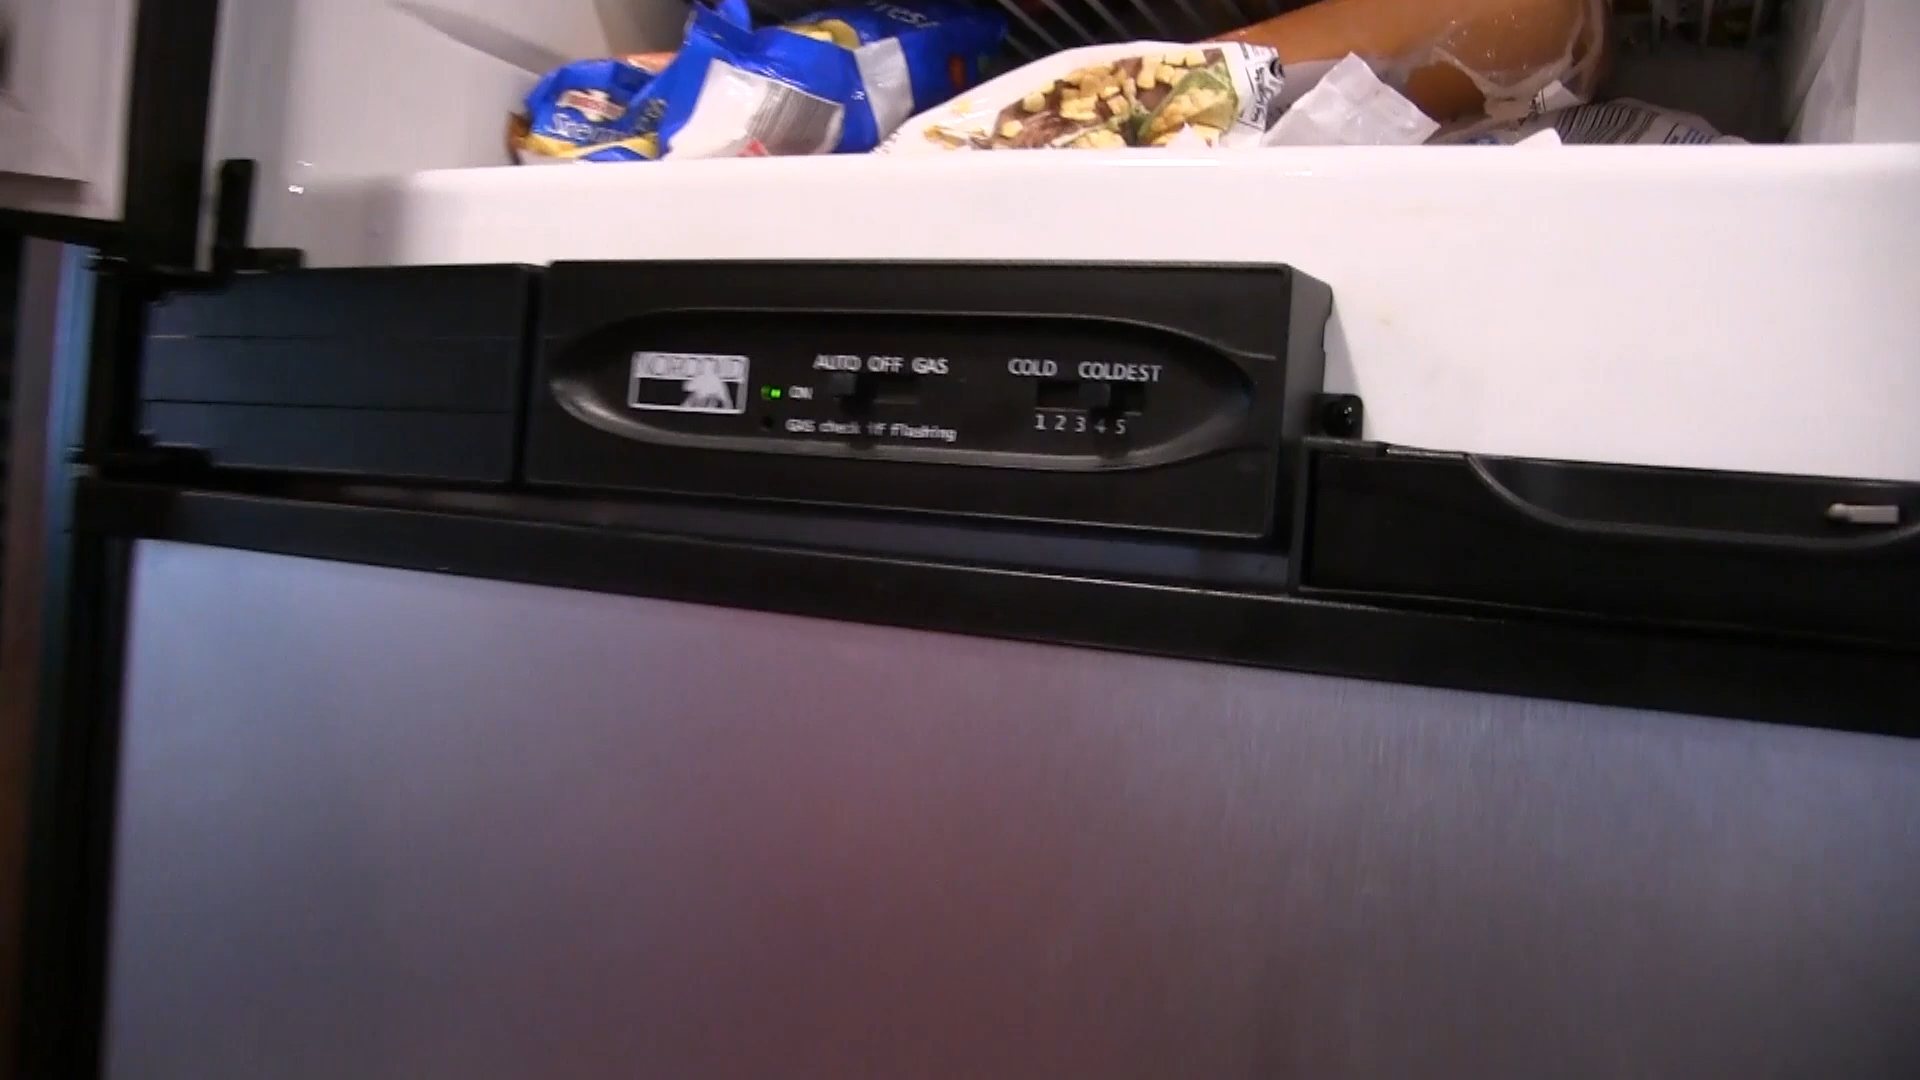 NORCOLD
AUTO OFF GAS
ON
GAS check if flashing
COLD COLDEST
1 2 3 4 5